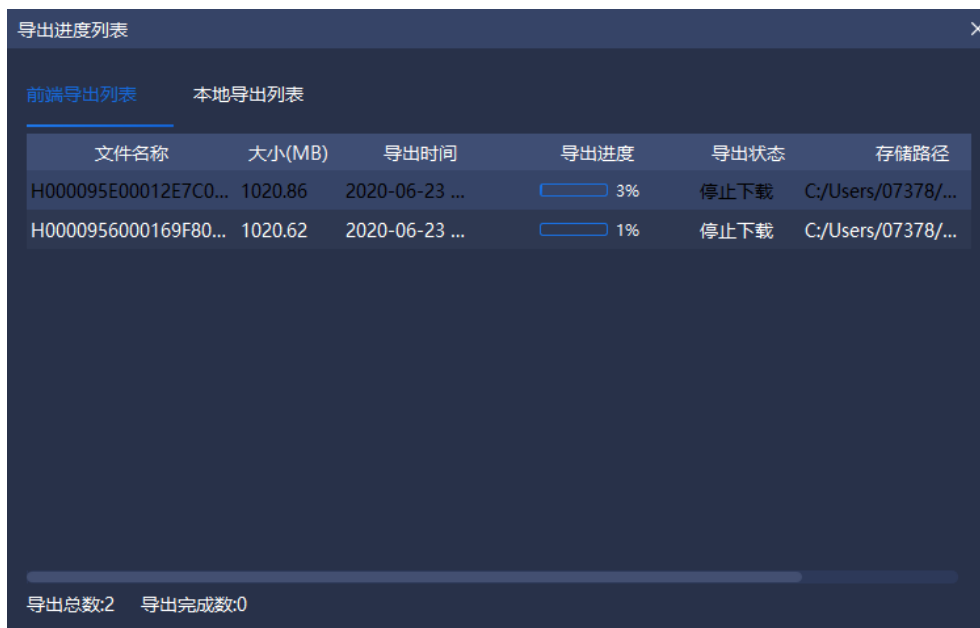 导出进度列表
前端导出列表 本地导出列表
文件名称 大小(MB) 导出时间 导出进度 导出状态 存储路径
H000095E00012E7C0... 1020.86 2020-06-23 ... 3% 停止下载 C:/Users/07378/...
H0000956000169F80... 1020.62 2020-06-23 ... 1% 停止下载 C:/Users/07378/...
导出总数:2 导出完成数:0